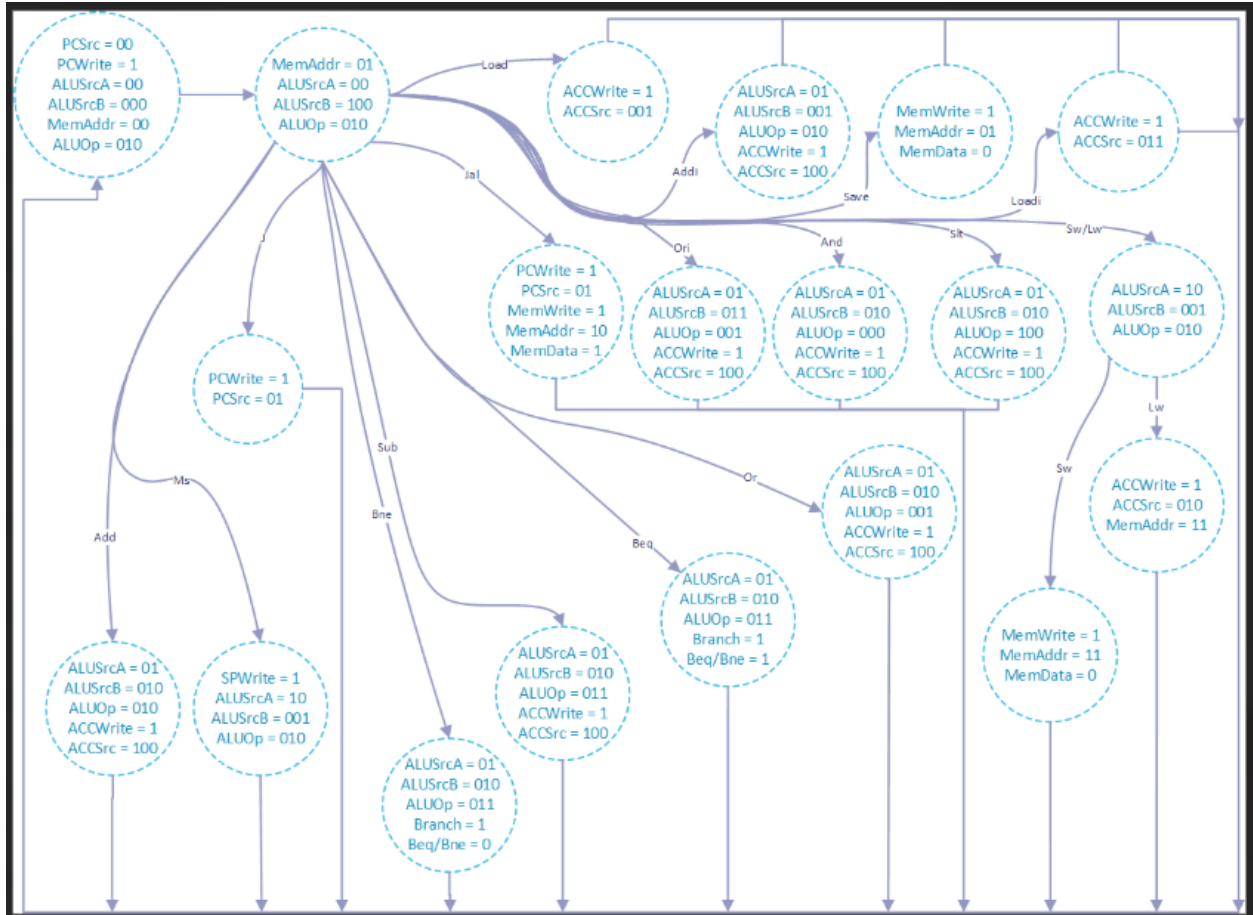 PCSrc = 00
PCWrite = 1
ALUSrcA = 00
ALUSrcB = 000
MemAddr = 00
ALUOp = 010
MemAddr = 01
ALUSrcA = 00
ALUSrcB = 100
ALUOp = 010
Load
ACCWrite = 1
ACCSrc = 001
Addi
ALUSrcA = 01
ALUSrcB = 001
ALUOp = 010
ACCWrite = 1
ACCSrc = 100
Save
MemWrite = 1
MemAddr = 01
MemData = 0
Loadi
ACCWrite = 1
ACCSrc = 011
Jal
PCWrite = 1
PCSrc = 01
MemWrite = 1
MemAddr = 10
MemData = 1
Ori
ALUSrcA = 01
ALUSrcB = 011
ALUOp = 001
ACCWrite = 1
ACCSrc = 100
And
ALUSrcA = 01
ALUSrcB = 010
ALUOp = 000
ACCWrite = 1
ACCSrc = 100
Slt
ALUSrcA = 01
ALUSrcB = 010
ALUOp = 100
ACCWrite = 1
ACCSrc = 100
Sw/Lw
ALUSrcA = 10
ALUSrcB = 001
ALUOp = 010
J
PCWrite = 1
PCSrc = 01
Lw
ACCWrite = 1
ACCSrc = 010
MemAddr = 11
Sw
MemWrite = 1
MemAddr = 11
MemData = 0
Or
ALUSrcA = 01
ALUSrcB = 010
ALUOp = 001
ACCWrite = 1
ACCSrc = 100
Beq
ALUSrcA = 01
ALUSrcB = 010
ALUOp = 011
Branch = 1
Beq/Bne = 1
Add
ALUSrcA = 01
ALUSrcB = 010
ALUOp = 010
ACCWrite = 1
ACCSrc = 100
Ms
SPWrite = 1
ALUSrcA = 10
ALUSrcB = 001
ALUOp = 010
Sub
ALUSrcA = 01
ALUSrcB = 010
ALUOp = 011
ACCWrite = 1
ACCSrc = 100
Bne
ALUSrcA = 01
ALUSrcB = 010
ALUOp = 011
Branch = 1
Beq/Bne = 0